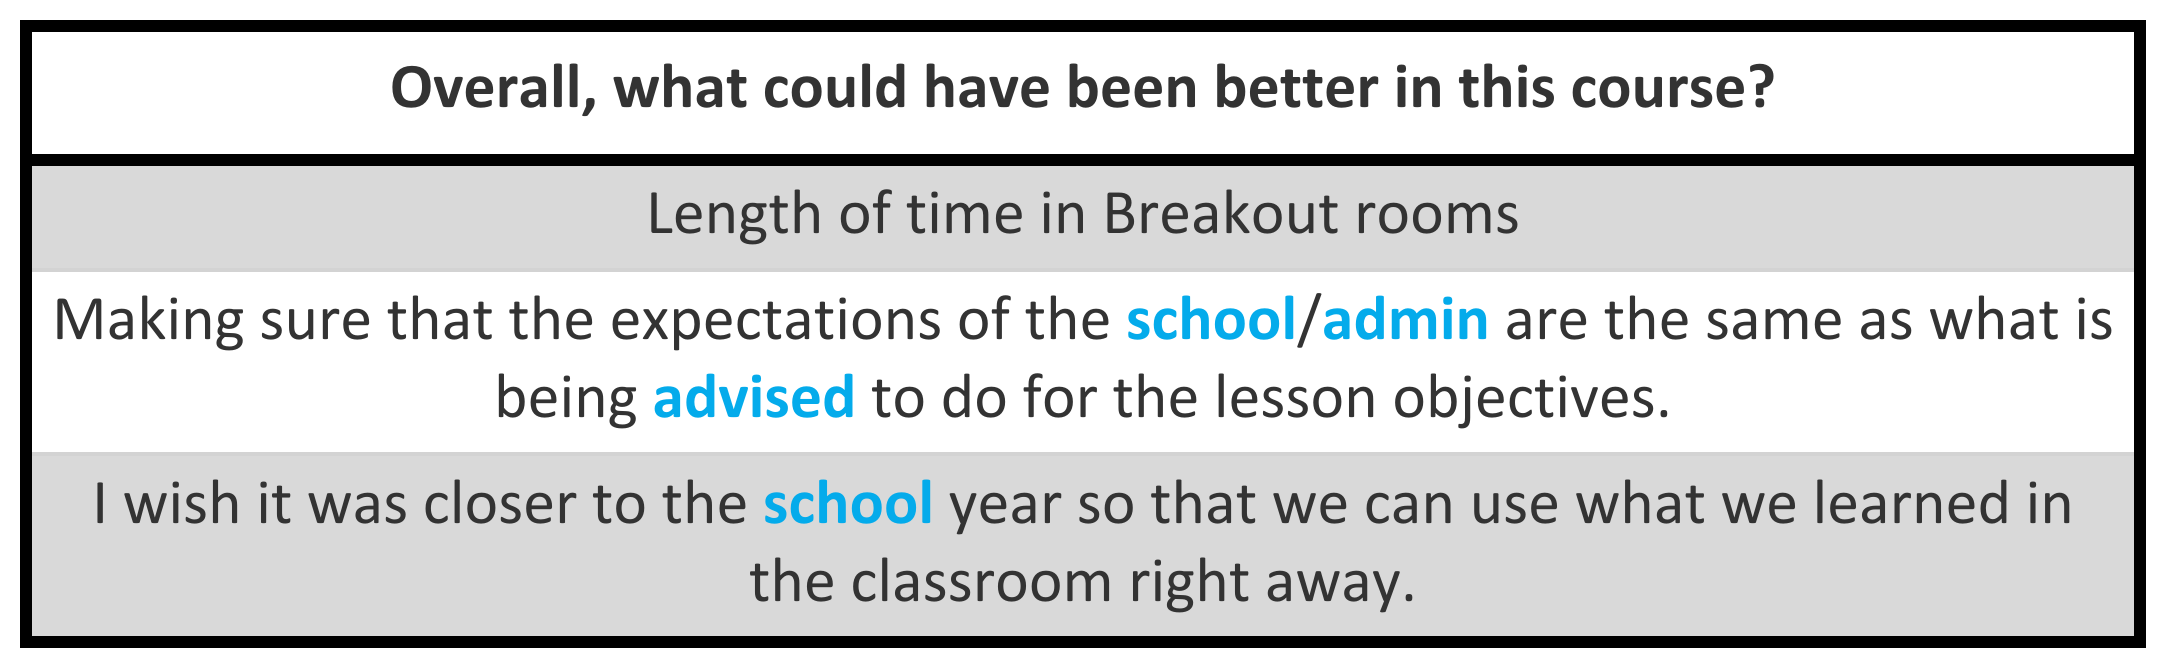 Overall, what could have been better in this course?
Length of time in Breakout rooms
Making sure that the expectations of the school/admin are the same as what is
being advised to do for the lesson objectives.
I wish it was closer to the school year so that we can use what we learned in
the classroom right away.